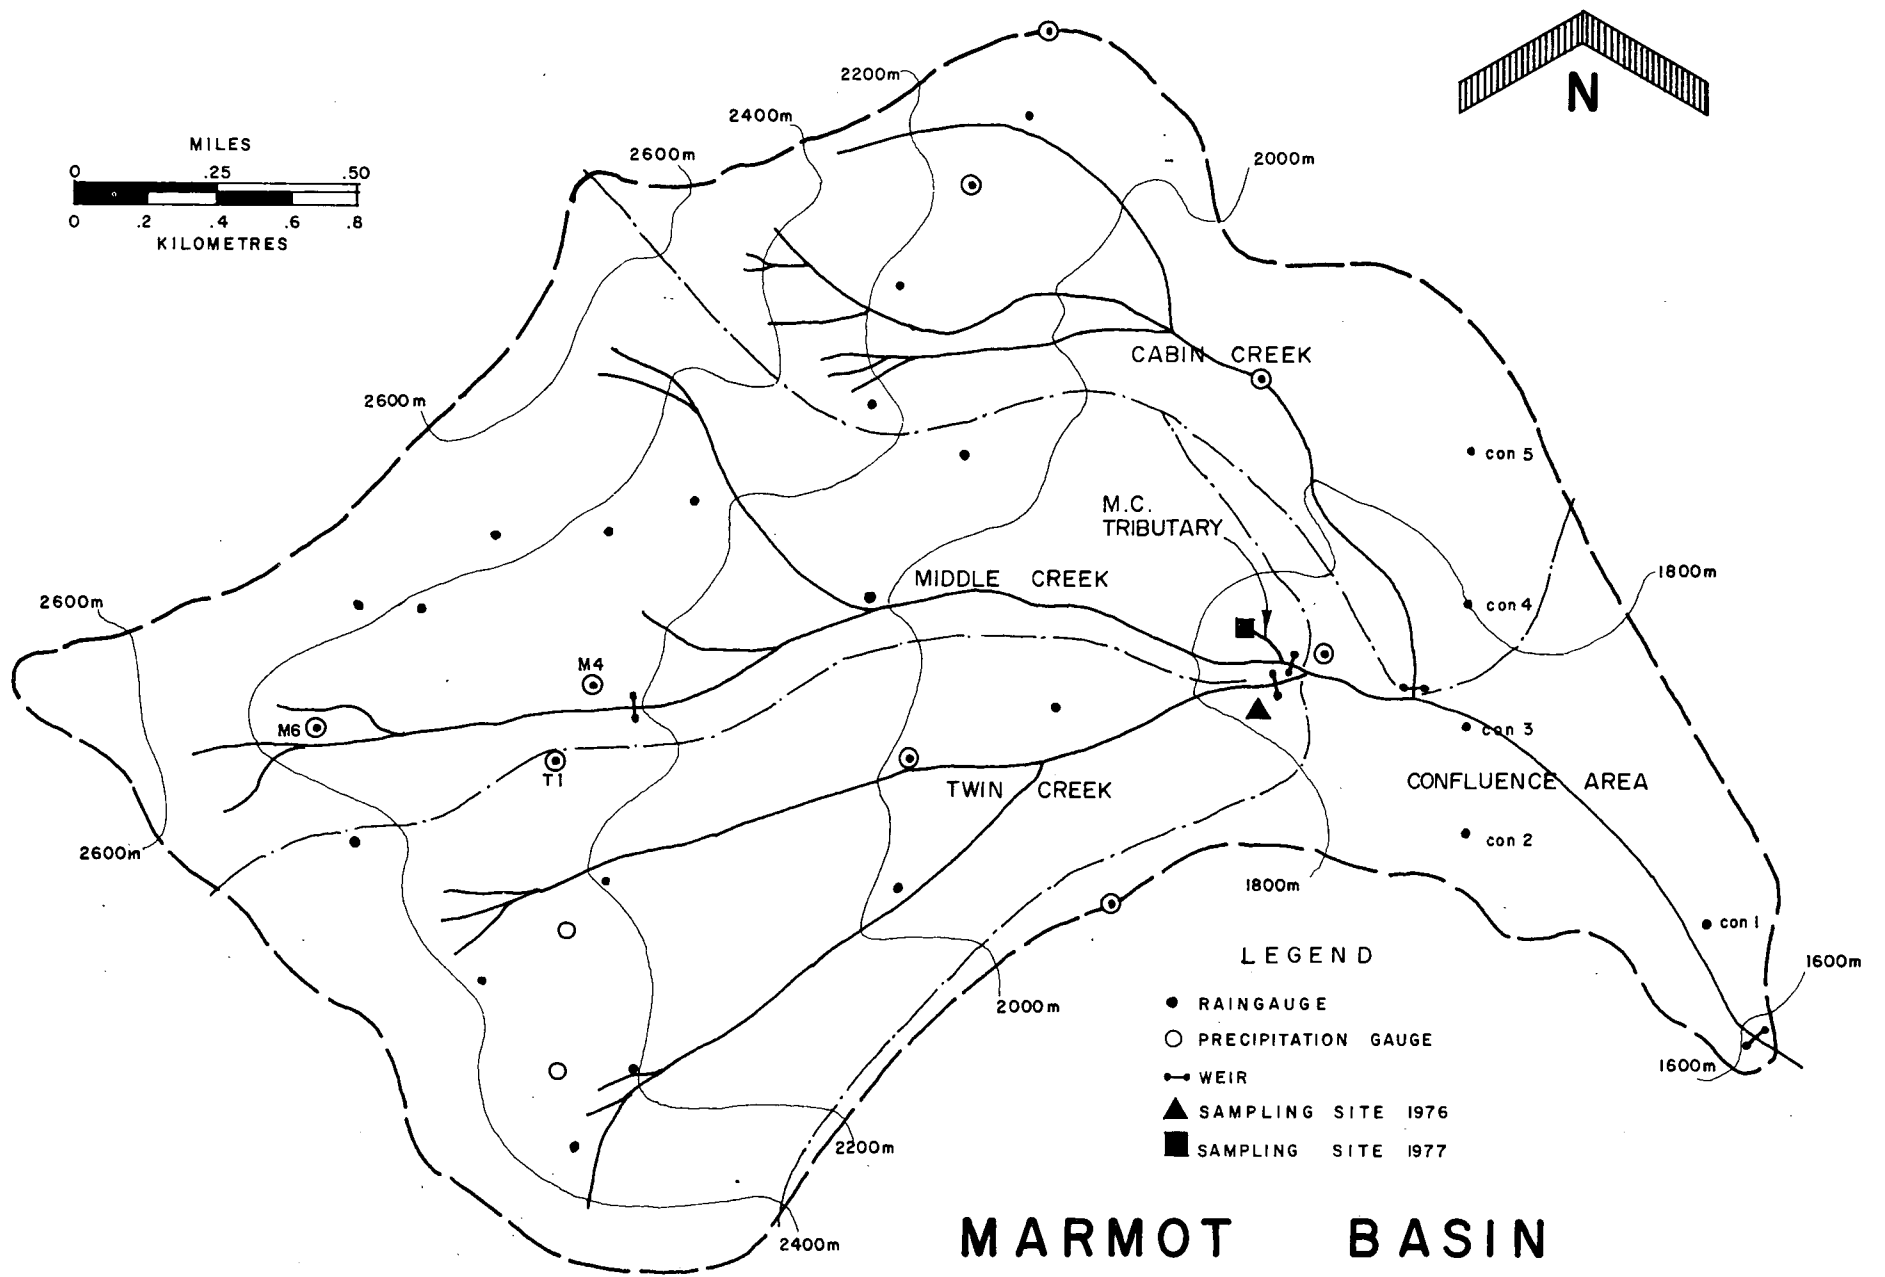 N
2200m
2400m
2600m
2000m
MILES
0 .25 .50
0 .2 .4 .6 .8
KILOMETRES
CABIN CREEK
2600m
con 5
M.C.
TRIBUTARY
MIDDLE CREEK
1800m
2600m
con 4
M4
M6
con 3
T1
TWIN CREEK
CONFLUENCE AREA
2600m
con 2
1800m
con 1
LEGEND
1600m
RAINGAUGE
2000m
PRECIPITATION GAUGE
1600m
WEIR
SAMPLING SITE 1976
2200m
SAMPLING SITE 1977
2400m
MARMOT BASIN